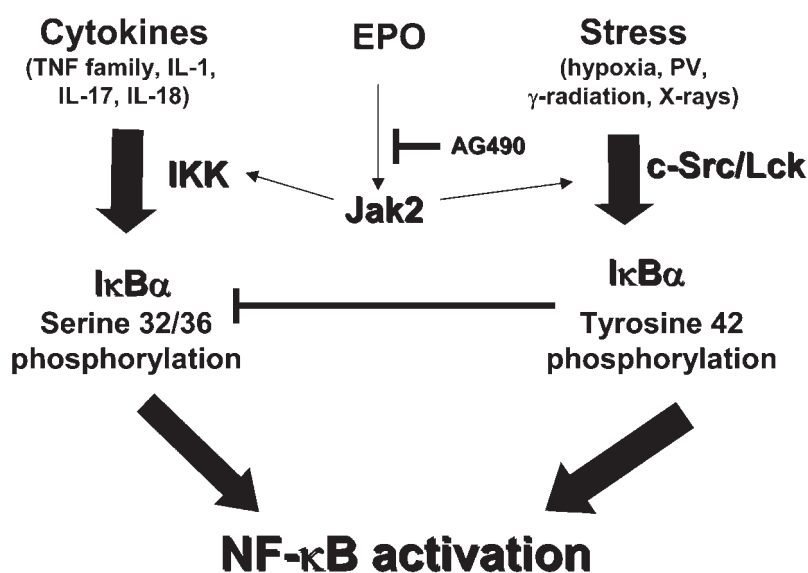 Cytokines
(TNF family, IL-1,
IL-17, IL-18)
EPO
Stress
(hypoxia, PV,
γ-radiation, X-rays)
AG490
IKK
Jak2
c-Src/Lck
IκBα
Serine 32/36
phosphorylation
IκBα
Tyrosine 42
phosphorylation
NF-κB activation